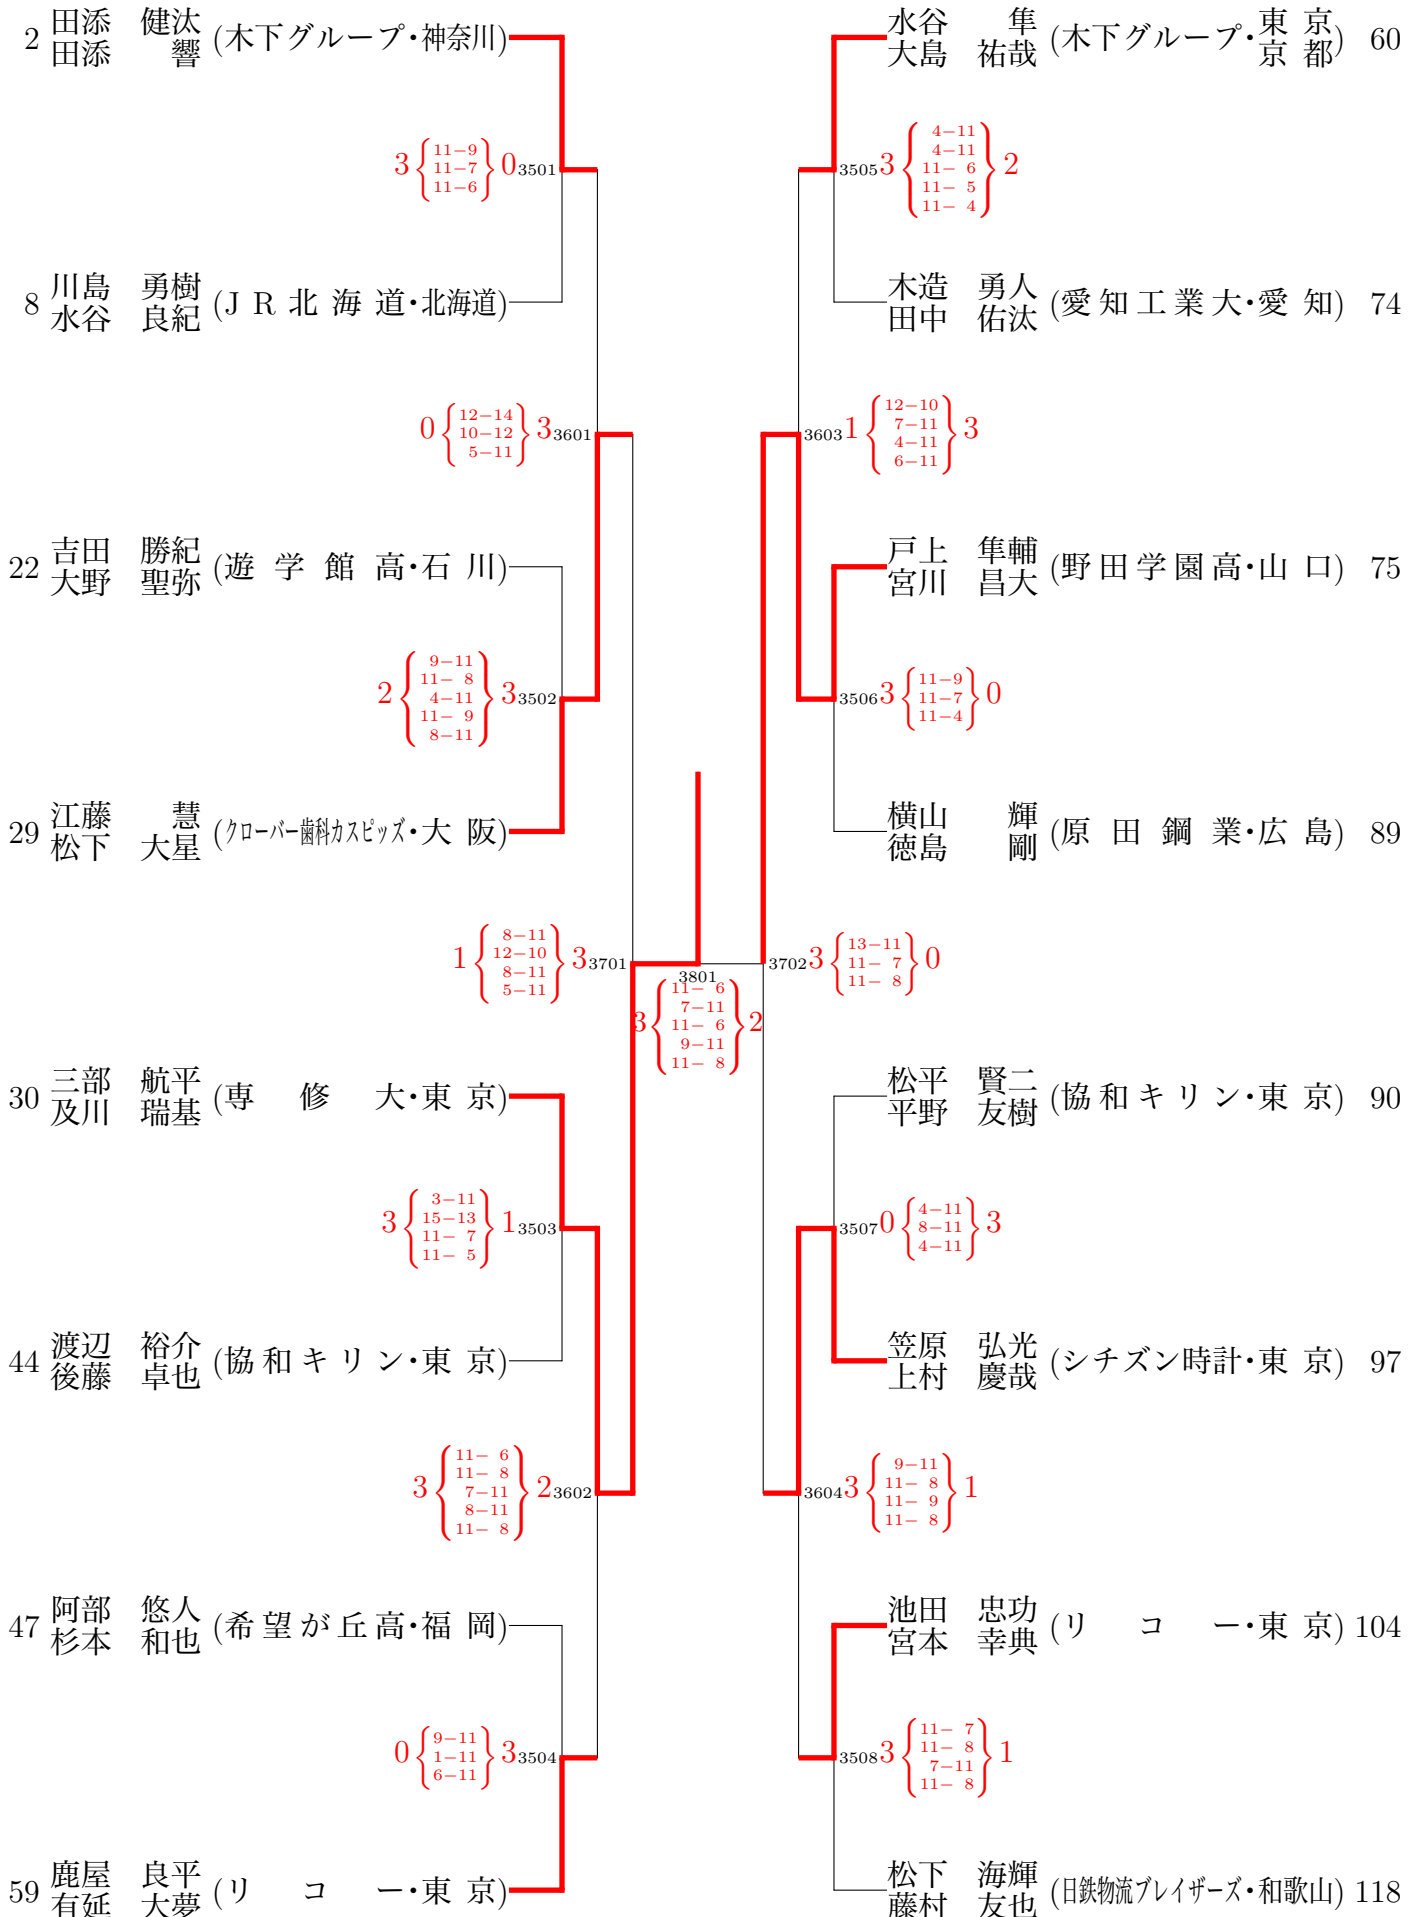 2 田添 健汰 (木下グループ・神奈川)
田添 響
3 11-9 0 3501
11-7
11-6
8 川島 勇樹 (JR北海道・北海道)
水谷 良紀
0 12-14 3 3601
10-12
5-11
22 吉田 勝紀 (遊学館高・石川)
大野 聖弥
2 9-11 3 3502
11-8
4-11
11-9
8-11
29 江藤 慧 (クローバー歯科カスピッズ・大阪)
松下 大星
1 8-11 3 3701
12-10
8-11
5-11
30 三部 航平 (専修大・東京)
及川 瑞基
3 3-11 1 3503
15-13
11-7
11-5
44 渡辺 裕介 (協和キリン・東京)
後藤 卓也
3 11-6 2 3602
11-8
7-11
8-11
11-8
47 阿部 悠人 (希望が丘高・福岡)
杉本 和也
0 9-11 3 3504
1-11
6-11
59 鹿屋 良平 (リコー・東京)
有延 大夢
3801
3 11-6 2
7-11
11-6
9-11
11-8
水谷 隼 (木下グループ・東京) 60
大島 祐哉 京都
3505 3 4-11 2
4-11
11-6
11-5
11-4
木造 勇人 (愛知工業大・愛知) 74
田中 佑汰
3603 1 12-10 3
7-11
4-11
6-11
戸上 隼輔 (野田学園高・山口) 75
宮川 昌大
3506 3 11-9 0
11-7
11-4
横山 輝 (原田鋼業・広島) 89
徳島 剛
3702 3 13-11 0
11-7
11-8
松平 賢二 (協和キリン・東京) 90
平野 友樹
3507 0 4-11 3
8-11
4-11
笠原 弘光 (シチズン時計・東京) 97
上村 慶哉
3604 3 9-11 1
11-8
11-9
11-8
池田 忠功 (リコー・東京) 104
宮本 幸典
3508 3 11-7 1
11-8
7-11
11-8
松下 海輝 (日鉄物流ブレイザーズ・和歌山) 118
藤村 友也